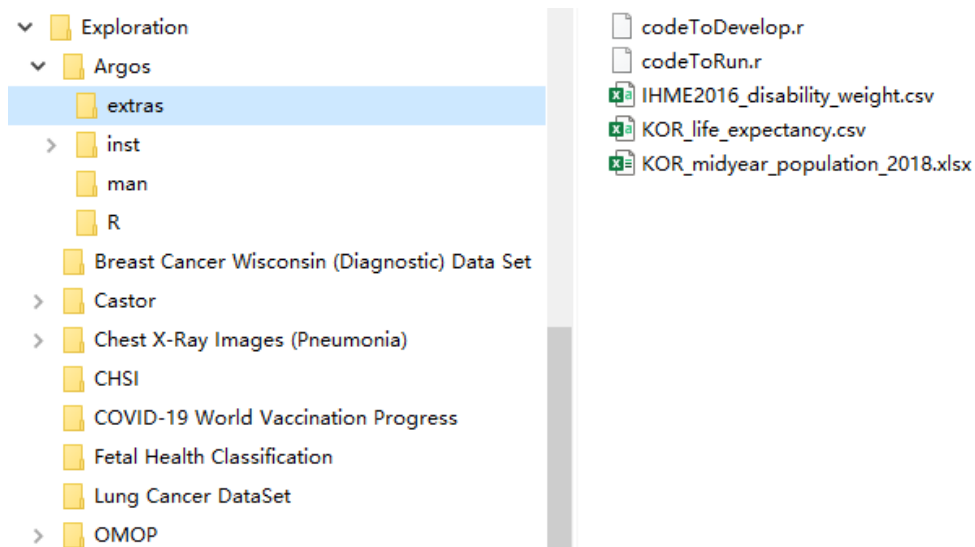 Exploration
Argos
extras
inst
man
R
Breast Cancer Wisconsin (Diagnostic) Data Set
Castor
Chest X-Ray Images (Pneumonia)
CHSI
COVID-19 World Vaccination Progress
Fetal Health Classification
Lung Cancer DataSet
OMOP
codeToDevelop.r
codeToRun.r
IHME2016_disability_weight.csv
KOR_life_expectancy.csv
KOR_midyear_population_2018.xlsx